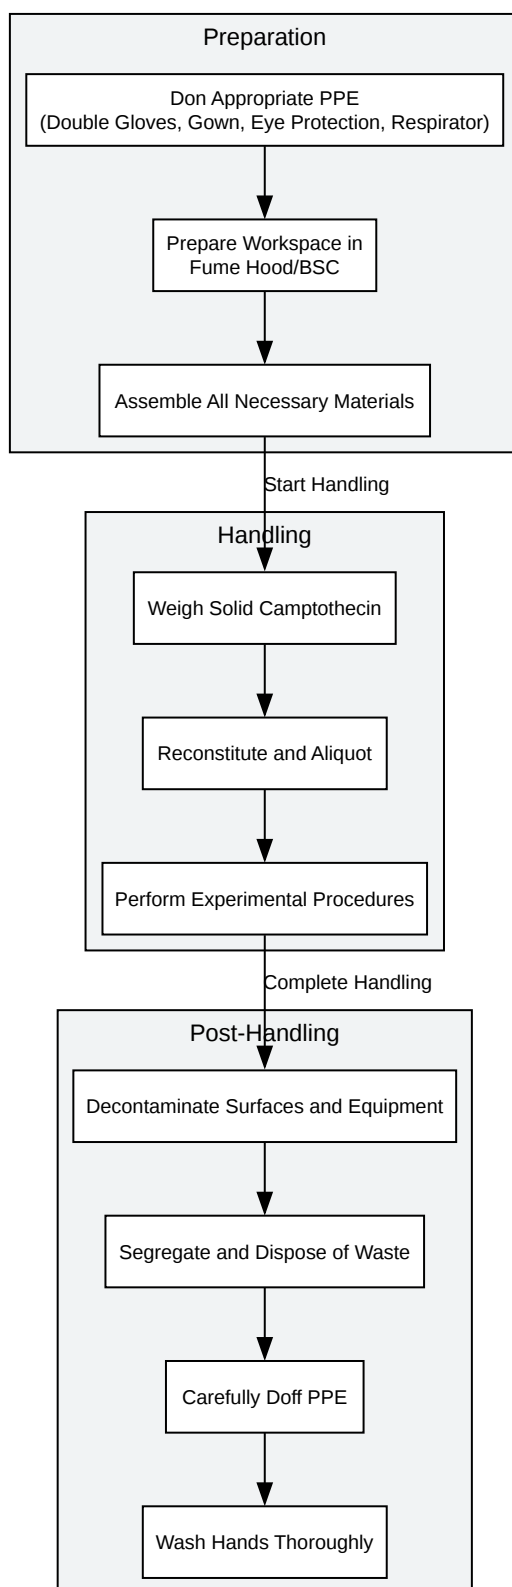 Preparation
Don Appropriate PPE
(Double Gloves, Gown, Eye Protection, Respirator)
Prepare Workspace in
Fume Hood/BSC
Assemble All Necessary Materials
Start Handling
Handling
Weigh Solid Camptothecin
Reconstitute and Aliquot
Perform Experimental Procedures
Complete Handling
Post-Handling
Decontaminate Surfaces and Equipment
Segregate and Dispose of Waste
Carefully Doff PPE
Wash Hands Thoroughly